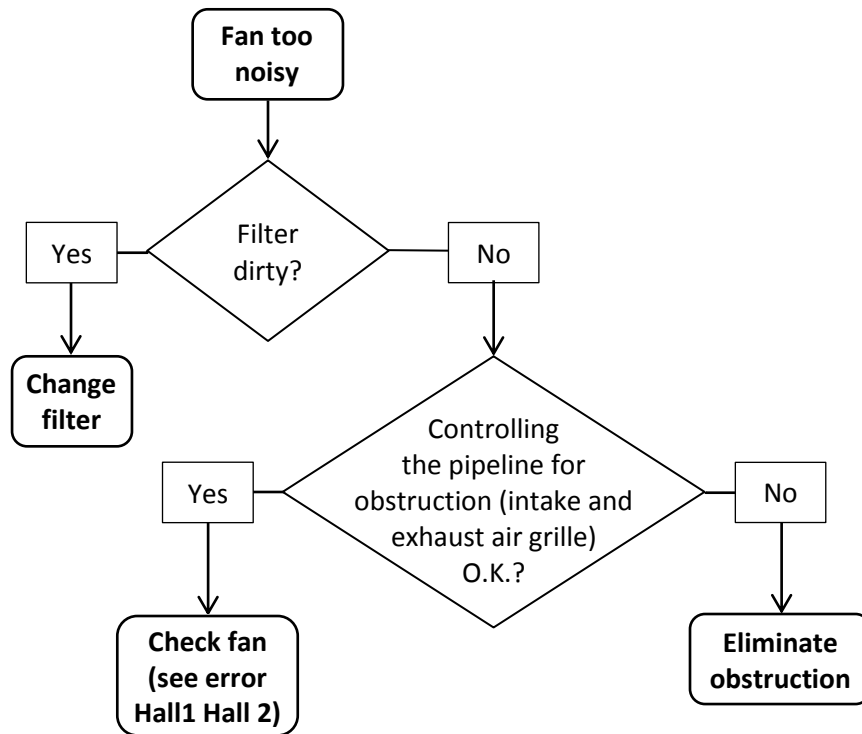 Fan too
noisy
Yes
Filter
dirty?
No
Change
filter
Controlling
the pipeline for
obstruction (intake and
exhaust air grille)
O.K.?
Yes
No
Check fan
(see error
Hall1 Hall 2)
Eliminate
obstruction